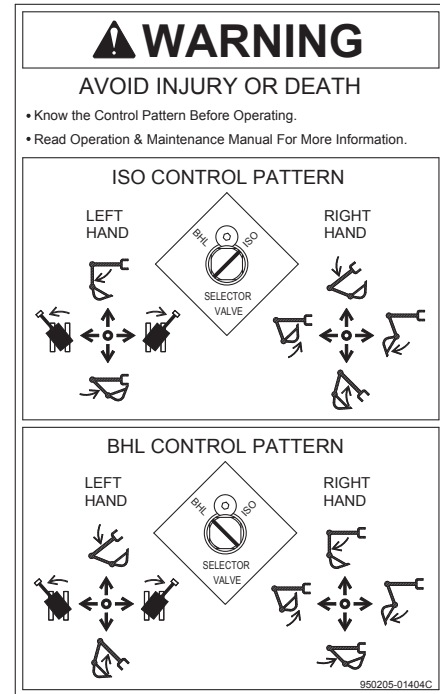 WARNING
AVOID INJURY OR DEATH
• Know the Control Pattern Before Operating.
• Read Operation & Maintenance Manual For More Information.
ISO CONTROL PATTERN
LEFT
HAND
BHL
ISO
SELECTOR
VALVE
RIGHT
HAND
BHL CONTROL PATTERN
LEFT
HAND
BHL
ISO
SELECTOR
VALVE
RIGHT
HAND
950205-01404C